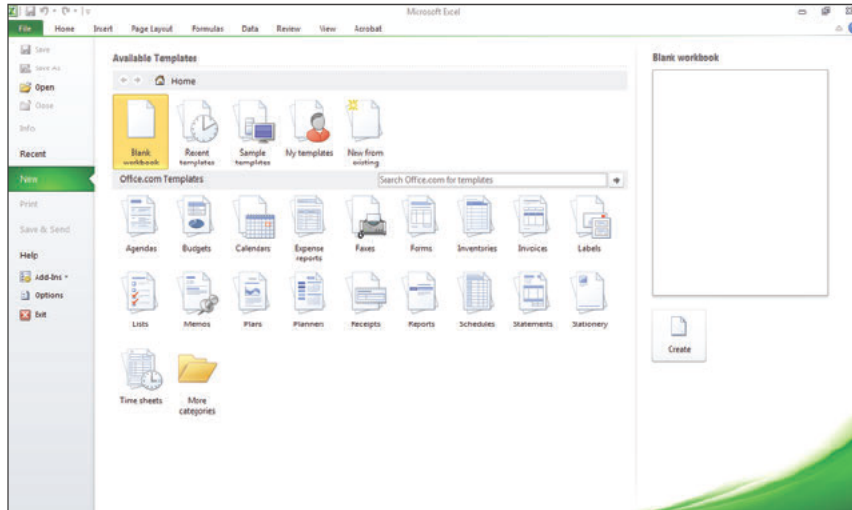 Microsoft Excel
File Home Insert Page Layout Formulas Data Review View Acrobat
Save
Save As
Open
Close
Info
Recent
New
Print
Save & Send
Help
Add-Ins
Options
Exit
Available Templates
Home
Blank workbook
Recent templates
Sample templates
My templates
New from existing
Office.com Templates
Search Office.com for templates
Agendas Budgets Calendars Expense reports Faxes Forms Inventories Invoices Labels
Lists Memos Plans Planners Receipts Reports Schedules Statements Stationery
Time sheets More categories
Blank workbook
Create